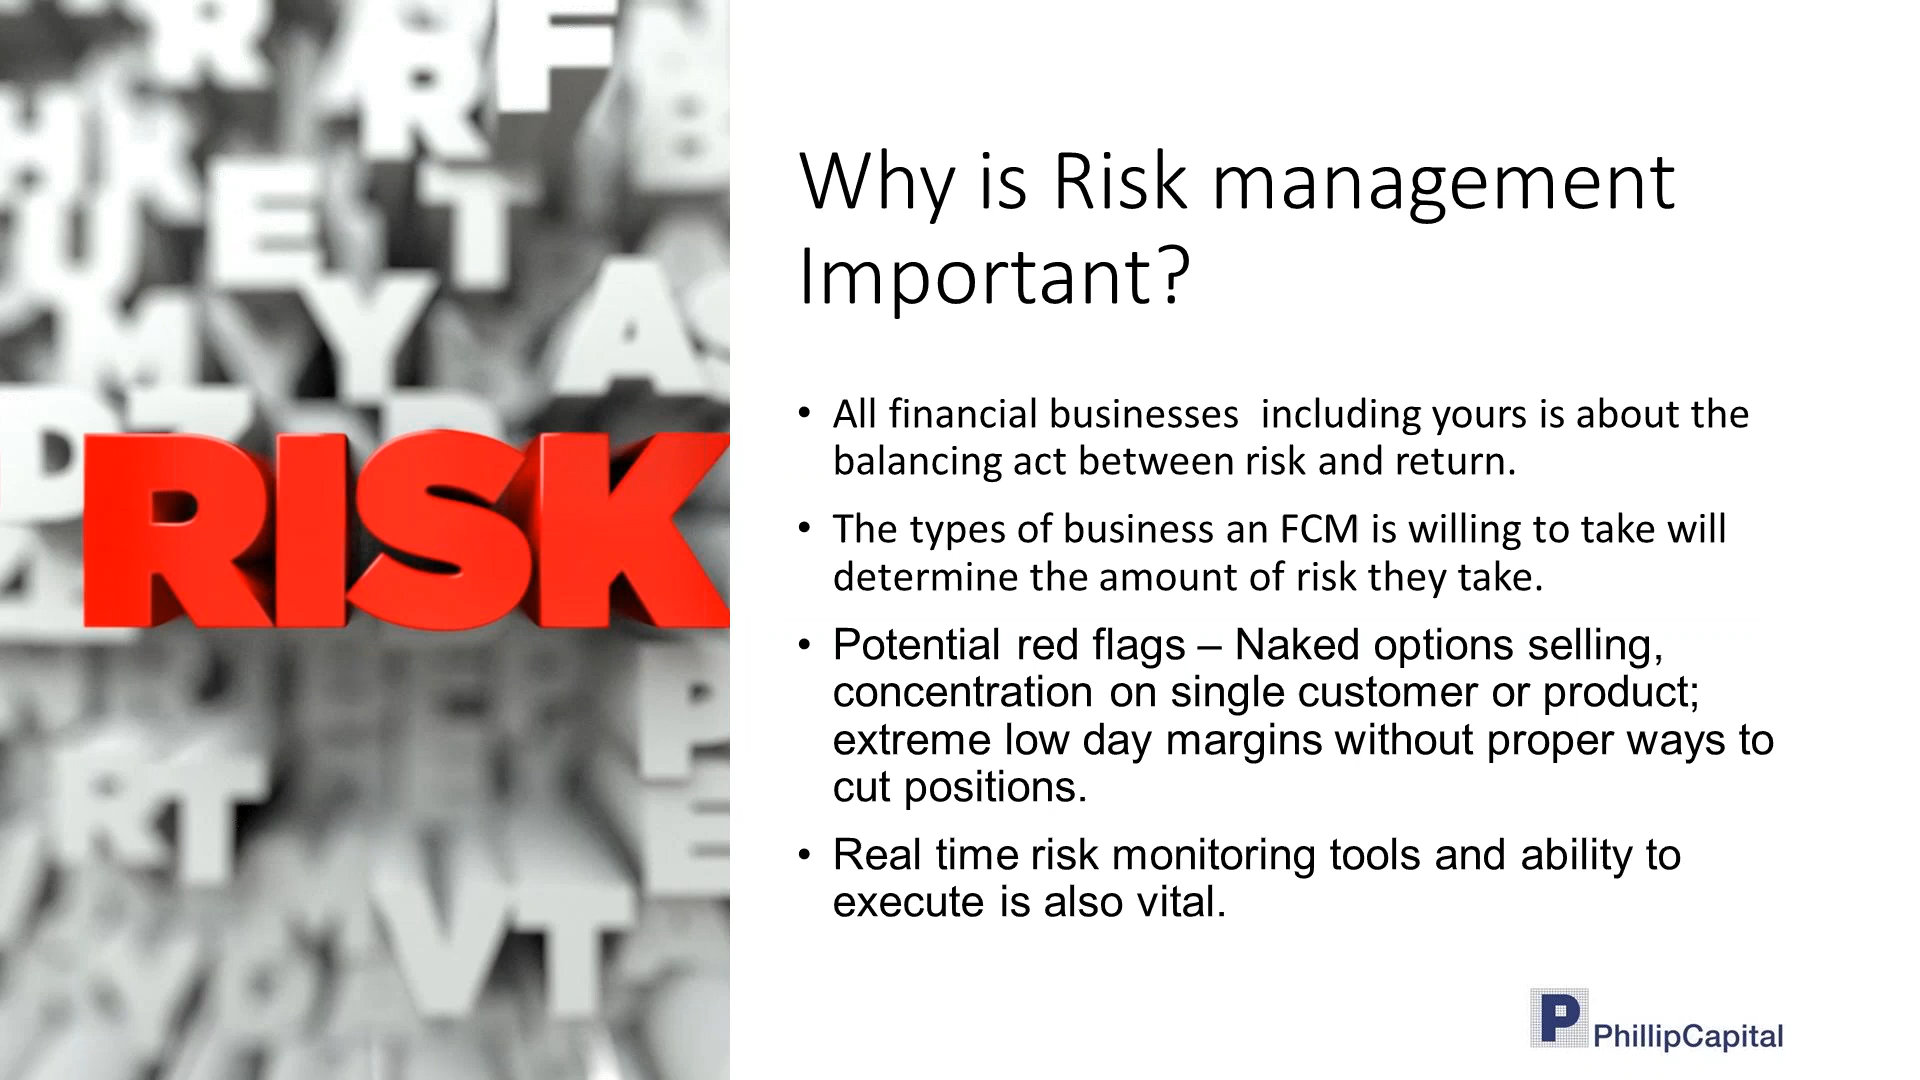 RISK
Why is Risk management
Important?
• All financial businesses  including yours is about the
balancing act between risk and return.
• The types of business an FCM is willing to take will
determine the amount of risk they take.
• Potential red flags – Naked options selling,
concentration on single customer or product;
extreme low day margins without proper ways to
cut positions.
• Real time risk monitoring tools and ability to
execute is also vital.
P PhillipCapital